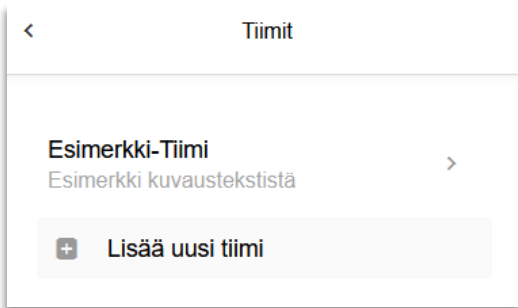 Tiimit
Esimerkki-Tiimi
Esimerkki kuvaustekstistä
Lisää uusi tiimi